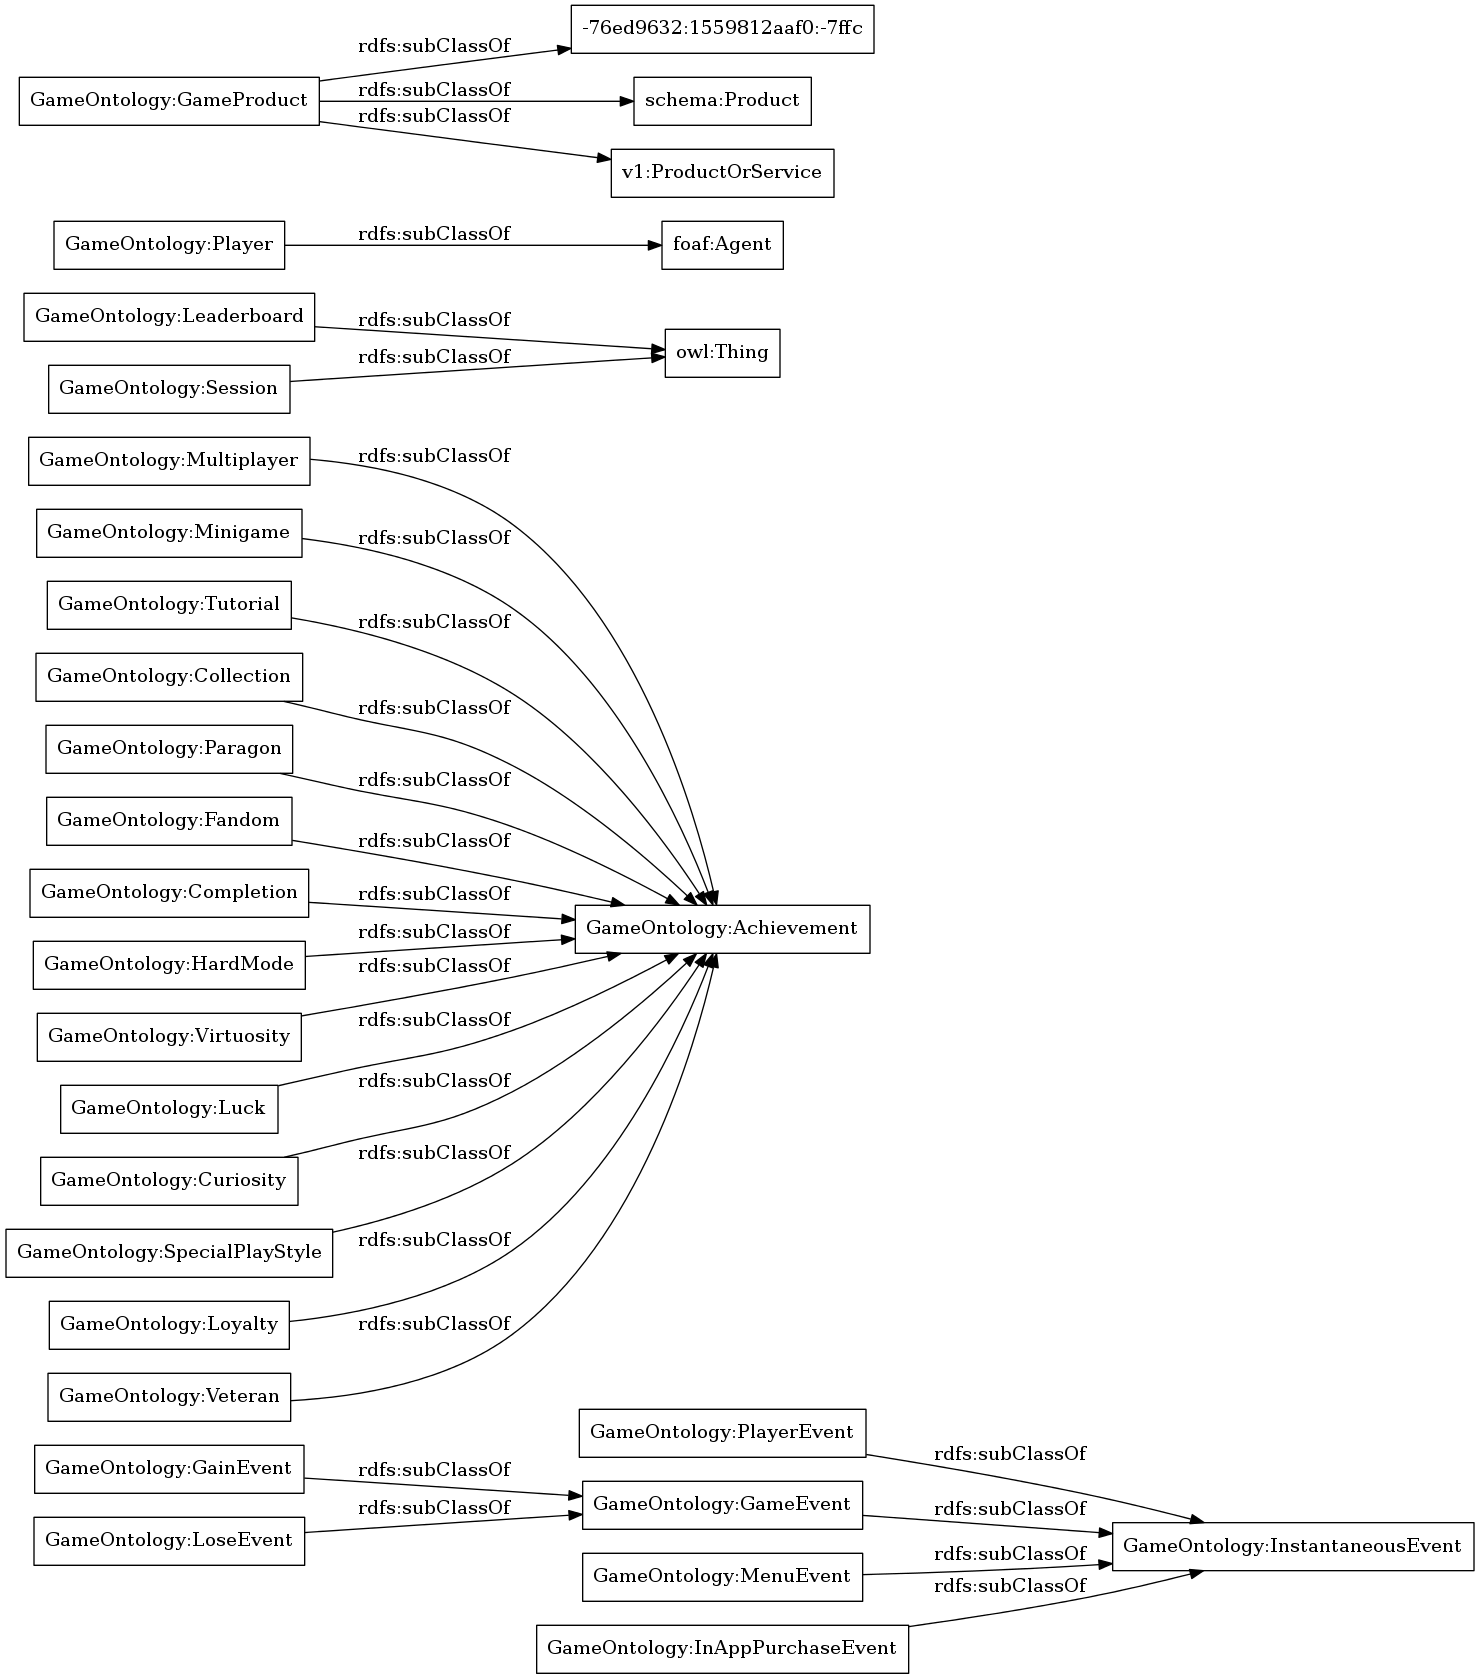 -76ed9632:1559812aaf0:-7ffc
rdfs:subClassOf
GameOntology:GameProduct
rdfs:subClassOf
schema:Product
rdfs:subClassOf
v1:ProductOrService
GameOntology:Player
rdfs:subClassOf
foaf:Agent
GameOntology:Leaderboard
rdfs:subClassOf
owl:Thing
rdfs:subClassOf
GameOntology:Session
GameOntology:Multiplayer
rdfs:subClassOf
GameOntology:Minigame
rdfs:subClassOf
GameOntology:Tutorial
rdfs:subClassOf
GameOntology:Collection
rdfs:subClassOf
GameOntology:Paragon
rdfs:subClassOf
GameOntology:Fandom
rdfs:subClassOf
GameOntology:Completion
rdfs:subClassOf
GameOntology:Achievement
rdfs:subClassOf
GameOntology:HardMode
rdfs:subClassOf
GameOntology:Virtuosity
rdfs:subClassOf
GameOntology:Luck
rdfs:subClassOf
GameOntology:Curiosity
rdfs:subClassOf
GameOntology:SpecialPlayStyle
rdfs:subClassOf
GameOntology:Loyalty
rdfs:subClassOf
GameOntology:Veteran
GameOntology:PlayerEvent
rdfs:subClassOf
GameOntology:GainEvent
rdfs:subClassOf
GameOntology:GameEvent
rdfs:subClassOf
rdfs:subClassOf
GameOntology:LoseEvent
GameOntology:InstantaneousEvent
rdfs:subClassOf
GameOntology:MenuEvent
rdfs:subClassOf
GameOntology:InAppPurchaseEvent